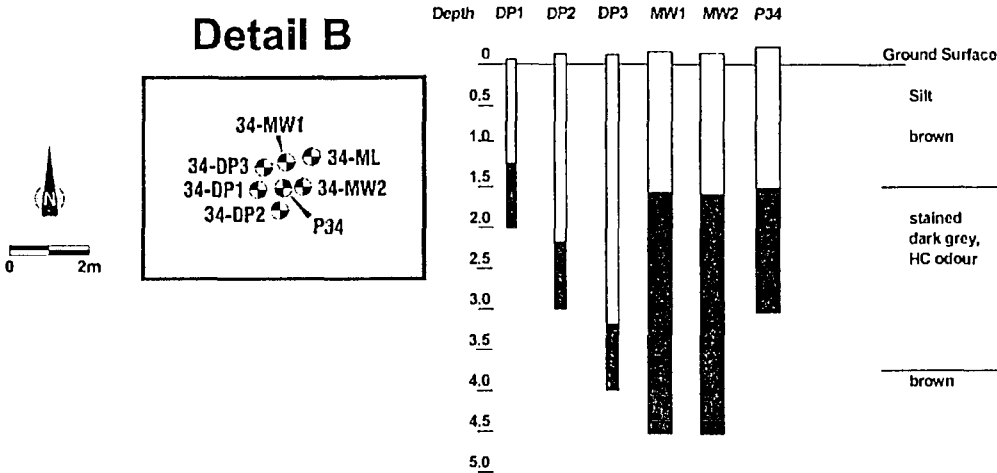 Detail B
34-MW1
34-DP3
34-ML
34-DP1
34-MW2
34-DP2
P34
N
0 2m
Depth DP1 DP2 DP3 MW1 MW2 P34
0
Ground Surface
0.5
Silt
1.0
brown
1.5
2.0
stained
dark grey,
HC odour
2.5
3.0
3.5
4.0
brown
4.5
5.0